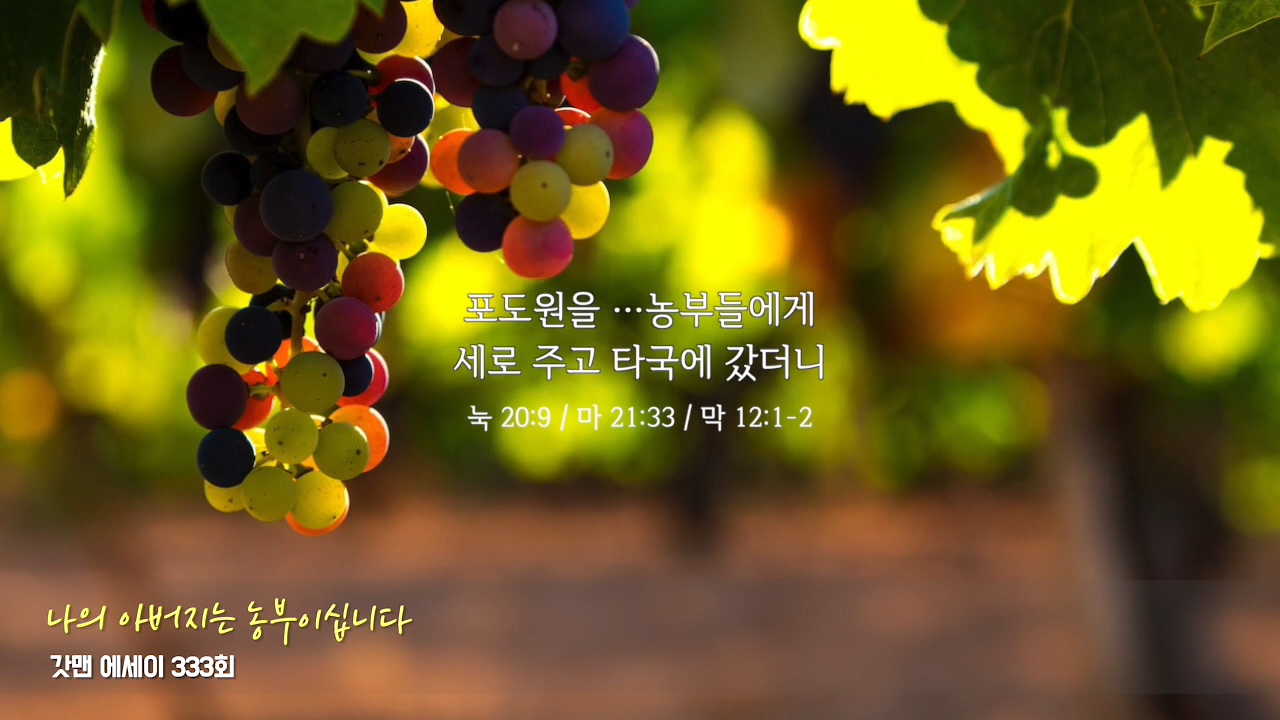 포도원을 …농부들에게
세로 주고 타국에 갔더니
눅 20:9 / 마 21:33 / 막 12:1-2
나의 아버지는 농부이십니다
갓맨 에세이 333회